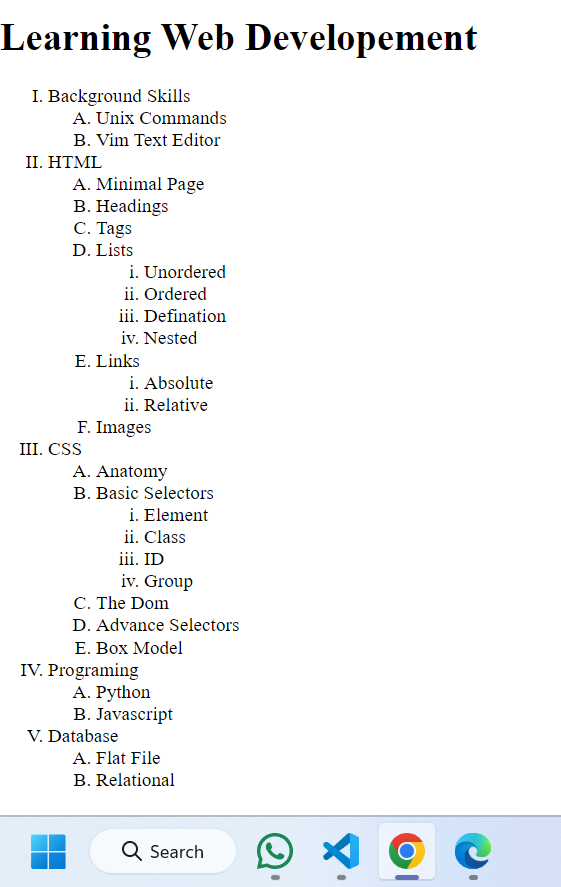 Learning Web Developement
I. Background Skills
A. Unix Commands
B. Vim Text Editor
II. HTML
A. Minimal Page
B. Headings
C. Tags
D. Lists
i. Unordered
ii. Ordered
iii. Defination
iv. Nested
E. Links
i. Absolute
ii. Relative
F. Images
III. CSS
A. Anatomy
B. Basic Selectors
i. Element
ii. Class
iii. ID
iv. Group
C. The Dom
D. Advance Selectors
E. Box Model
IV. Programing
A. Python
B. Javascript
V. Database
A. Flat File
B. Relational
Search